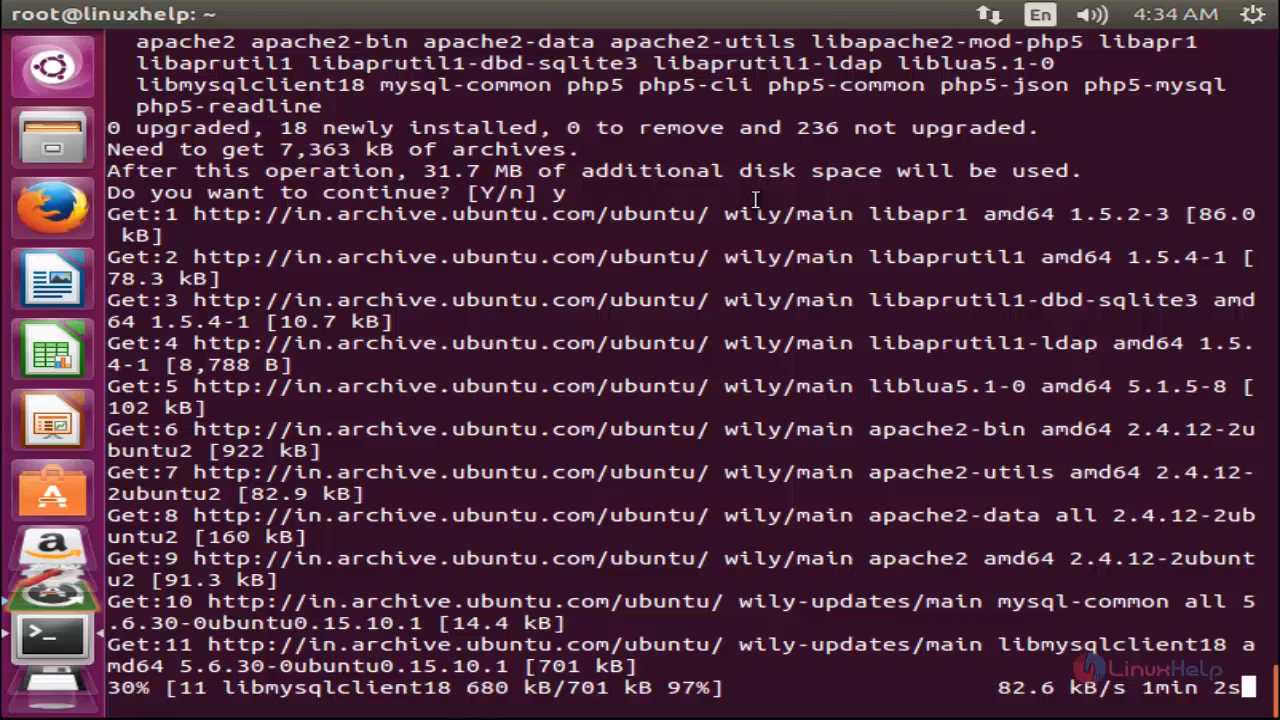 root@linuxhelp: ~
En
4:34 AM
apache2 apache2-bin apache2-data apache2-utils libapache2-mod-php5 libapr1
libaprutil1 libaprutil1-dbd-sqlite3 libaprutil1-ldap liblua5.1-0
libmysqlclient18 mysql-common php5 php5-cli php5-common php5-json php5-mysql
php5-readline
0 upgraded, 18 newly installed, 0 to remove and 236 not upgraded.
Need to get 7,363 kB of archives.
After this operation, 31.7 MB of additional disk space will be used.
Do you want to continue? [Y/n] y
Get:1 http://in.archive.ubuntu.com/ubuntu/ wily/main libapr1 amd64 1.5.2-3 [86.0
kB]
Get:2 http://in.archive.ubuntu.com/ubuntu/ wily/main libaprutil1 amd64 1.5.4-1 [
78.3 kB]
Get:3 http://in.archive.ubuntu.com/ubuntu/ wily/main libaprutil1-dbd-sqlite3 amd
64 1.5.4-1 [10.7 kB]
Get:4 http://in.archive.ubuntu.com/ubuntu/ wily/main libaprutil1-ldap amd64 1.5.
4-1 [8,788 B]
Get:5 http://in.archive.ubuntu.com/ubuntu/ wily/main liblua5.1-0 amd64 5.1.5-8 [
102 kB]
Get:6 http://in.archive.ubuntu.com/ubuntu/ wily/main apache2-bin amd64 2.4.12-2u
buntu2 [922 kB]
Get:7 http://in.archive.ubuntu.com/ubuntu/ wily/main apache2-utils amd64 2.4.12-
2ubuntu2 [82.9 kB]
Get:8 http://in.archive.ubuntu.com/ubuntu/ wily/main apache2-data all 2.4.12-2ub
untu2 [160 kB]
Get:9 http://in.archive.ubuntu.com/ubuntu/ wily/main apache2 amd64 2.4.12-2ubunt
u2 [91.3 kB]
Get:10 http://in.archive.ubuntu.com/ubuntu/ wily-updates/main mysql-common all 5
.6.30-0ubuntu0.15.10.1 [14.4 kB]
Get:11 http://in.archive.ubuntu.com/ubuntu/ wily-updates/main libmysqlclient18 a
md64 5.6.30-0ubuntu0.15.10.1 [701 kB]
LinuxHelp
30% [11 libmysqlclient18 680 kB/701 kB 97%] 82.6 kB/s 1min 2s